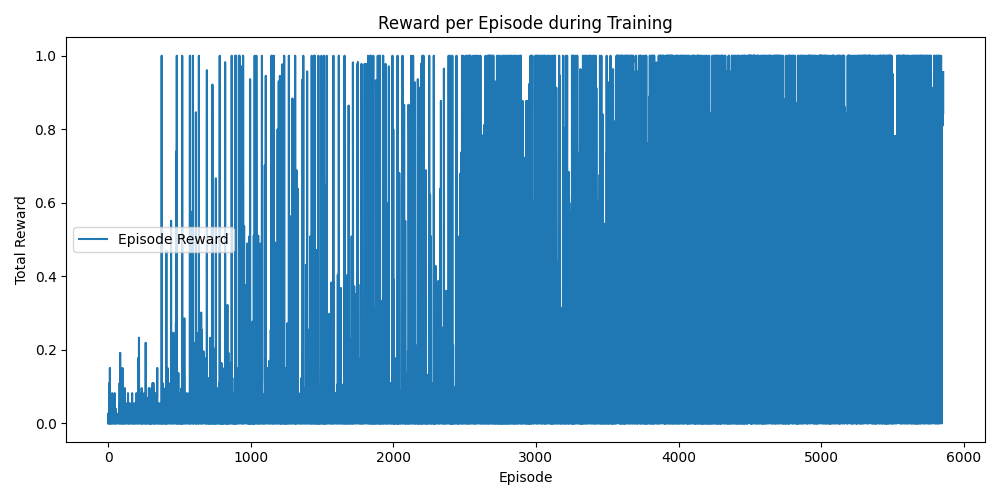 Reward per Episode during Training
Total Reward
1.0
0.8
0.6
0.4
0.2
0.0
Episode Reward
0 1000 2000 3000 4000 5000 6000
Episode